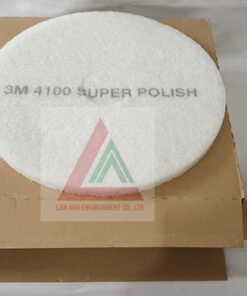 3M 4100 SUPER POLISH
LAN ANH ENVIRONMENT CO., LTD